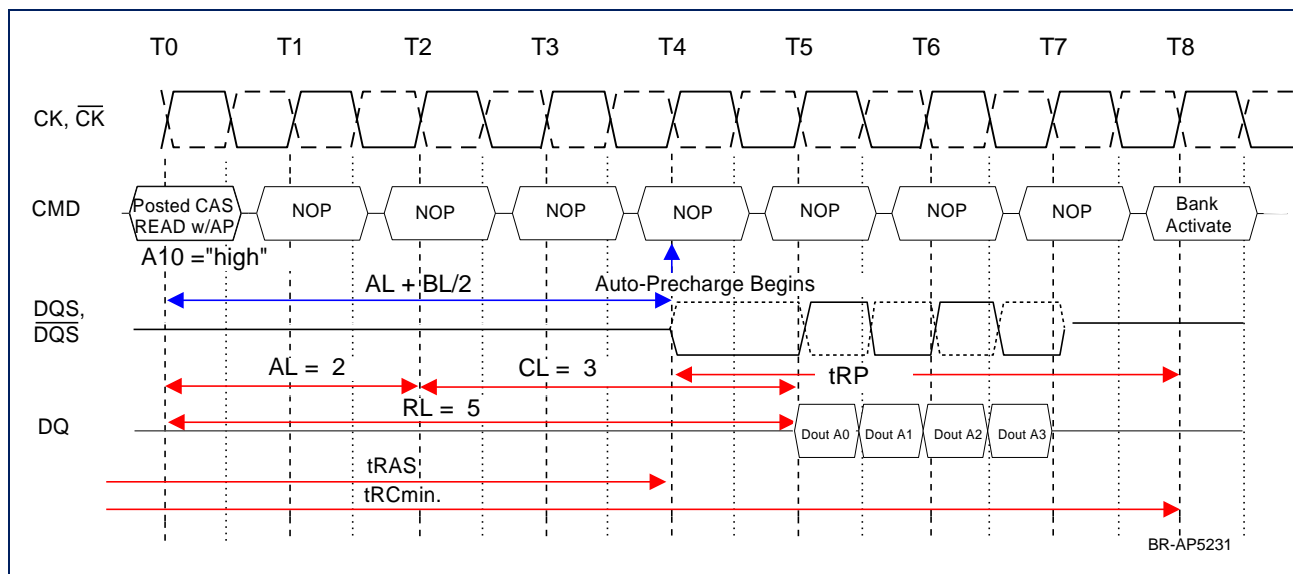 T0 T1 T2 T3 T4 T5 T6 T7 T8
CK, CK
CMD
Posted CAS
READ w/AP
NOP NOP NOP NOP NOP NOP NOP
Bank
Activate
A10 ="high"
AL + BL/2
Auto-Precharge Begins
DQS,
DQS
AL = 2
CL = 3
tRP
RL = 5
DQ
Dout A0 Dout A1 Dout A2 Dout A3
tRAS
tRCmin.
BR-AP5231